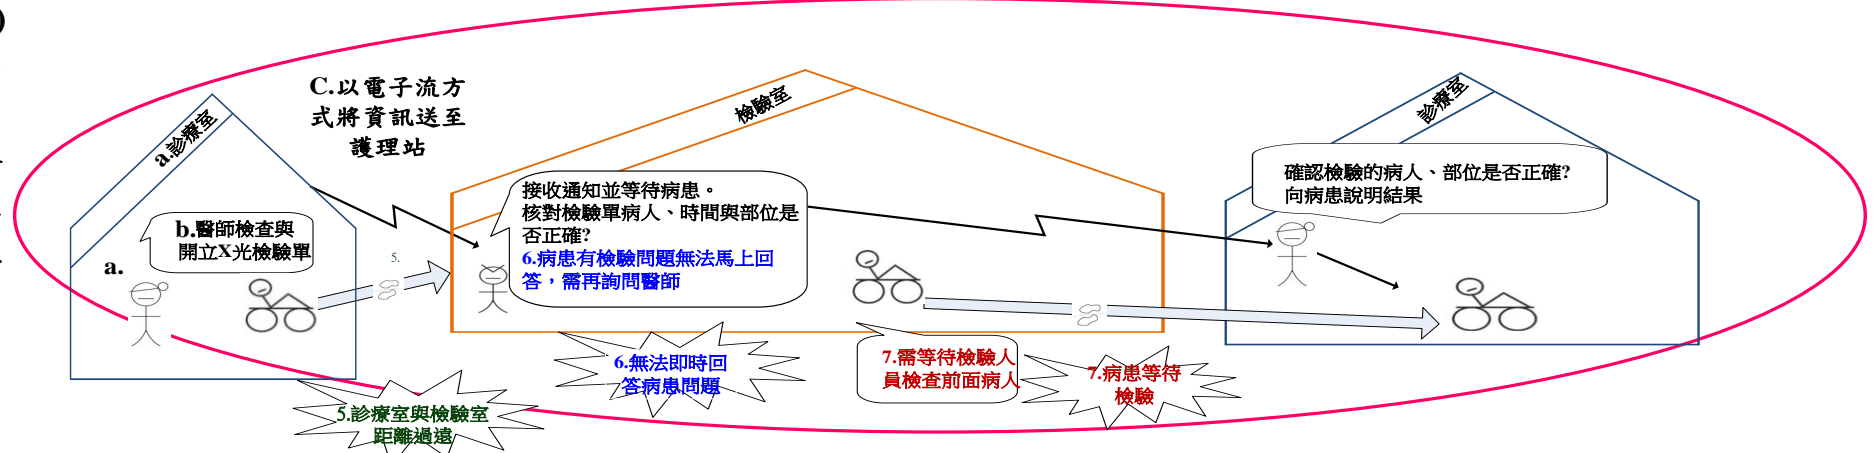 C.以電子流方
式將資訊送至
護理站
a.診療室
b.醫師檢查與
開立X光檢驗單
a.
5.
檢驗室
接收通知並等待病患。
核對檢驗單病人、時間與部位是
否正確?
6.病患有檢驗問題無法馬上回
答，需再詢問醫師
診療室
確認檢驗的病人、部位是否正確?
向病患說明結果
5.診療室與檢驗室
距離過遠
6.無法即時回
答病患問題
7.需等待檢驗人
員檢查前面病人
7.病患等待
檢驗